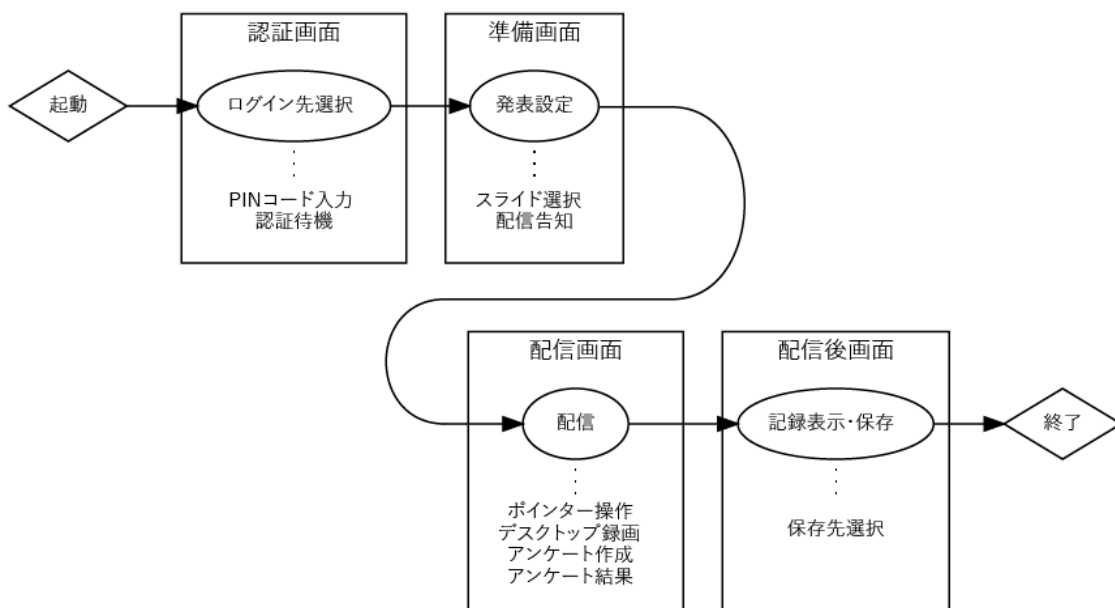 認証画面
準備画面
起動
ログイン先選択
発表設定
PINコード入力
認証待機
スライド選択
配信告知
配信画面
配信後画面
配信
記録表示・保存
終了
ポインター操作
デスクトップ録画
アンケート作成
アンケート結果
保存先選択